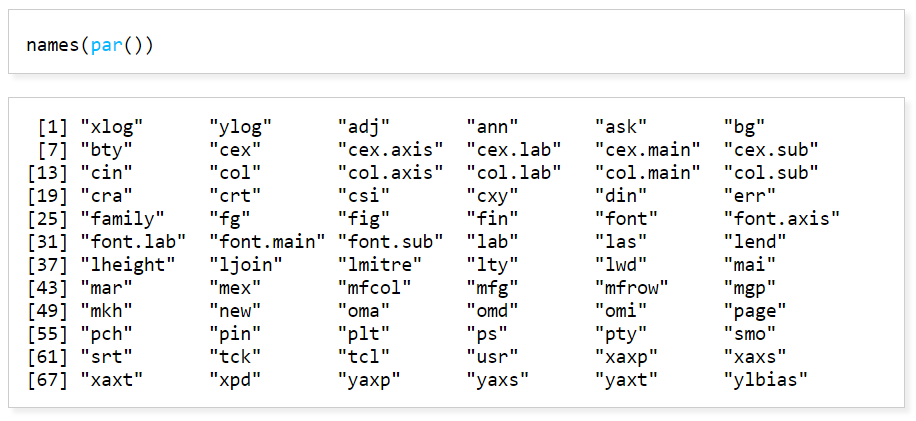 names(par())
[1] "xlog" "ylog" "adj" "ann" "ask" "bg"
[7] "bty" "cex" "cex.axis" "cex.lab" "cex.main" "cex.sub"
[13] "cin" "col" "col.axis" "col.lab" "col.main" "col.sub"
[19] "cra" "crt" "csi" "cxy" "din" "err"
[25] "family" "fg" "fig" "fin" "font" "font.axis"
[31] "font.lab" "font.main" "font.sub" "lab" "las" "lend"
[37] "lheight" "ljoin" "lmitre" "lty" "lwd" "mai"
[43] "mar" "mex" "mfcol" "mfg" "mfrow" "mgp"
[49] "mkh" "new" "oma" "omd" "omi" "page"
[55] "pch" "pin" "plt" "ps" "pty" "smo"
[61] "srt" "tck" "tcl" "usr" "xaxp" "xaxs"
[67] "xaxt" "xpd" "yaxp" "yaxs" "yaxt" "ylbias"